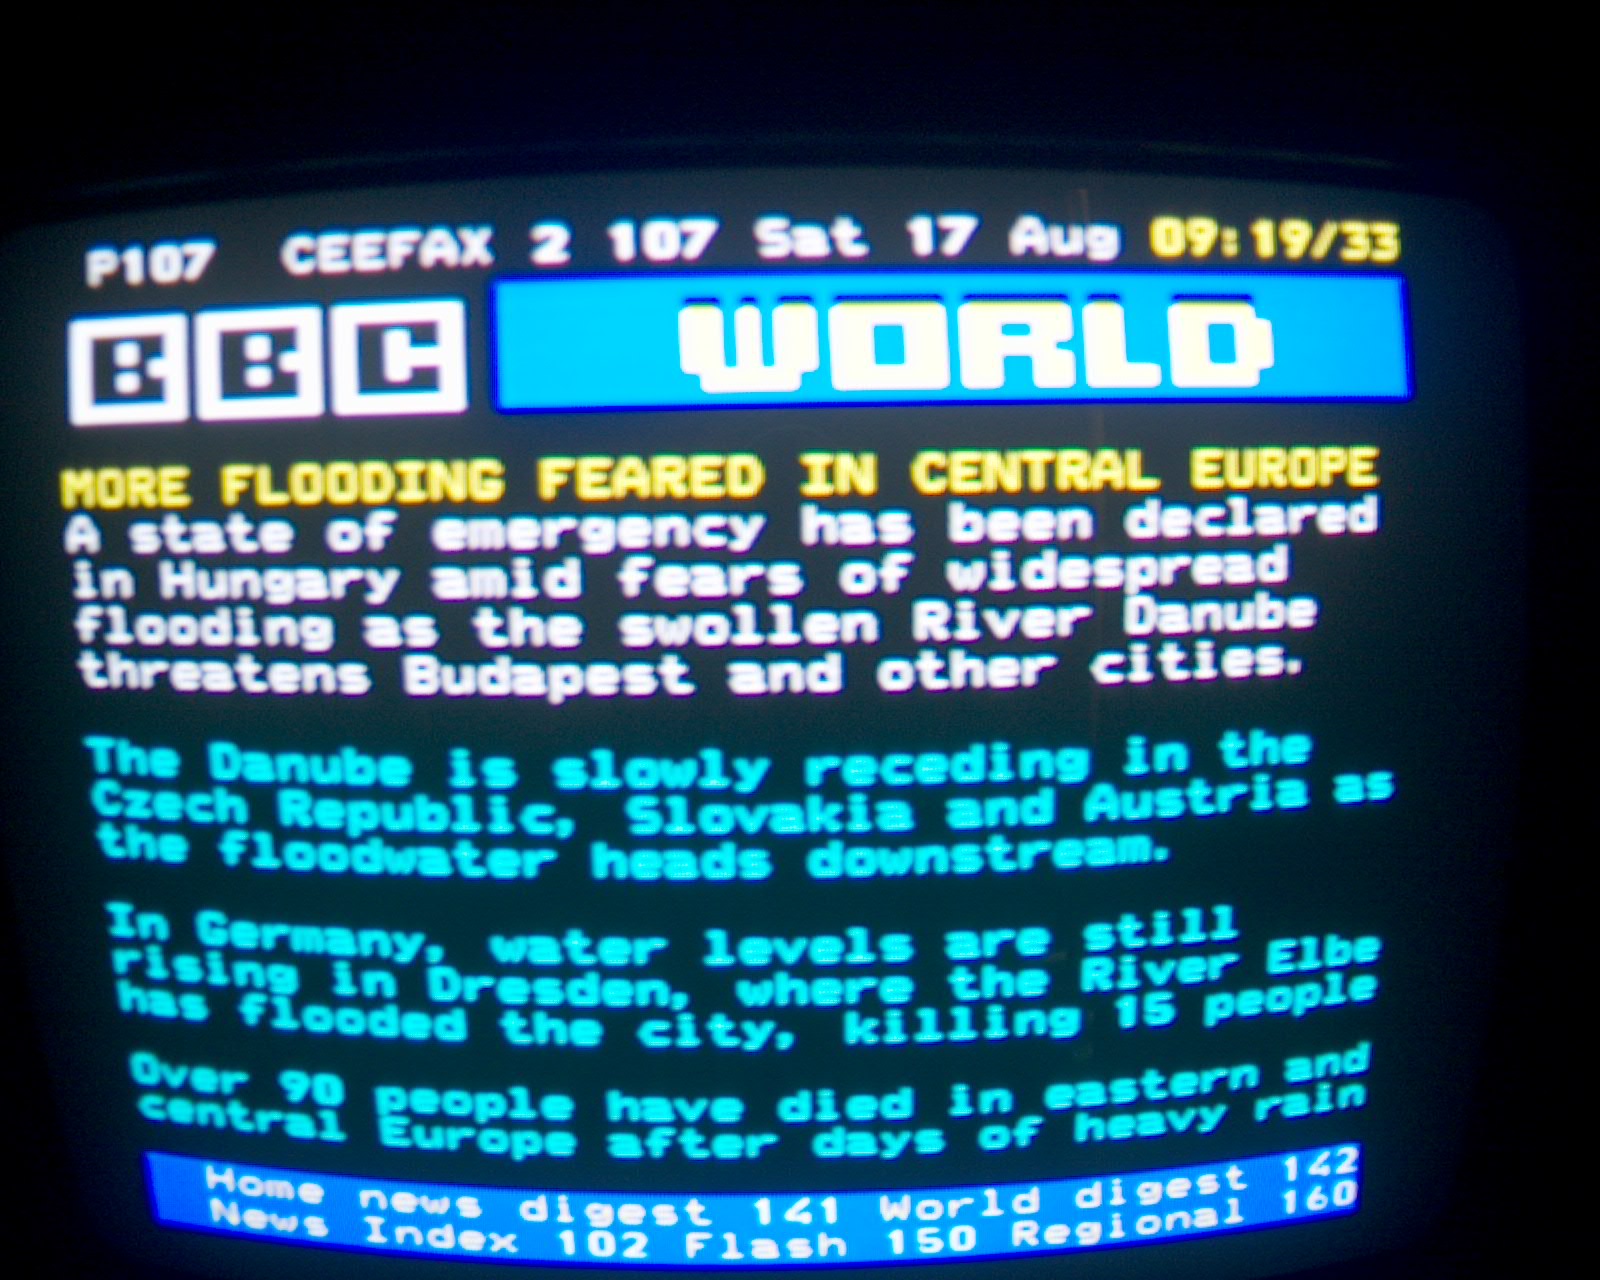 P107 CEEFAX 2 107 Sat 17 Aug 09:19/33
BBC WORLD
MORE FLOODING FEARED IN CENTRAL EUROPE
A state of emergency has been declared
in Hungary amid fears of widespread
flooding as the swollen River Danube
threatens Budapest and other cities.
The Danube is slowly receding in the
Czech Republic, Slovakia and Austria as
the floodwater heads downstream.
In Germany, water levels are still
rising in Dresden, where the River Elbe
has flooded the city, killing 15 people
Over 90 people have died in eastern and
central Europe after days of heavy rain
Home news digest 141 World digest 142
News Index 102 Flash 150 Regional 160